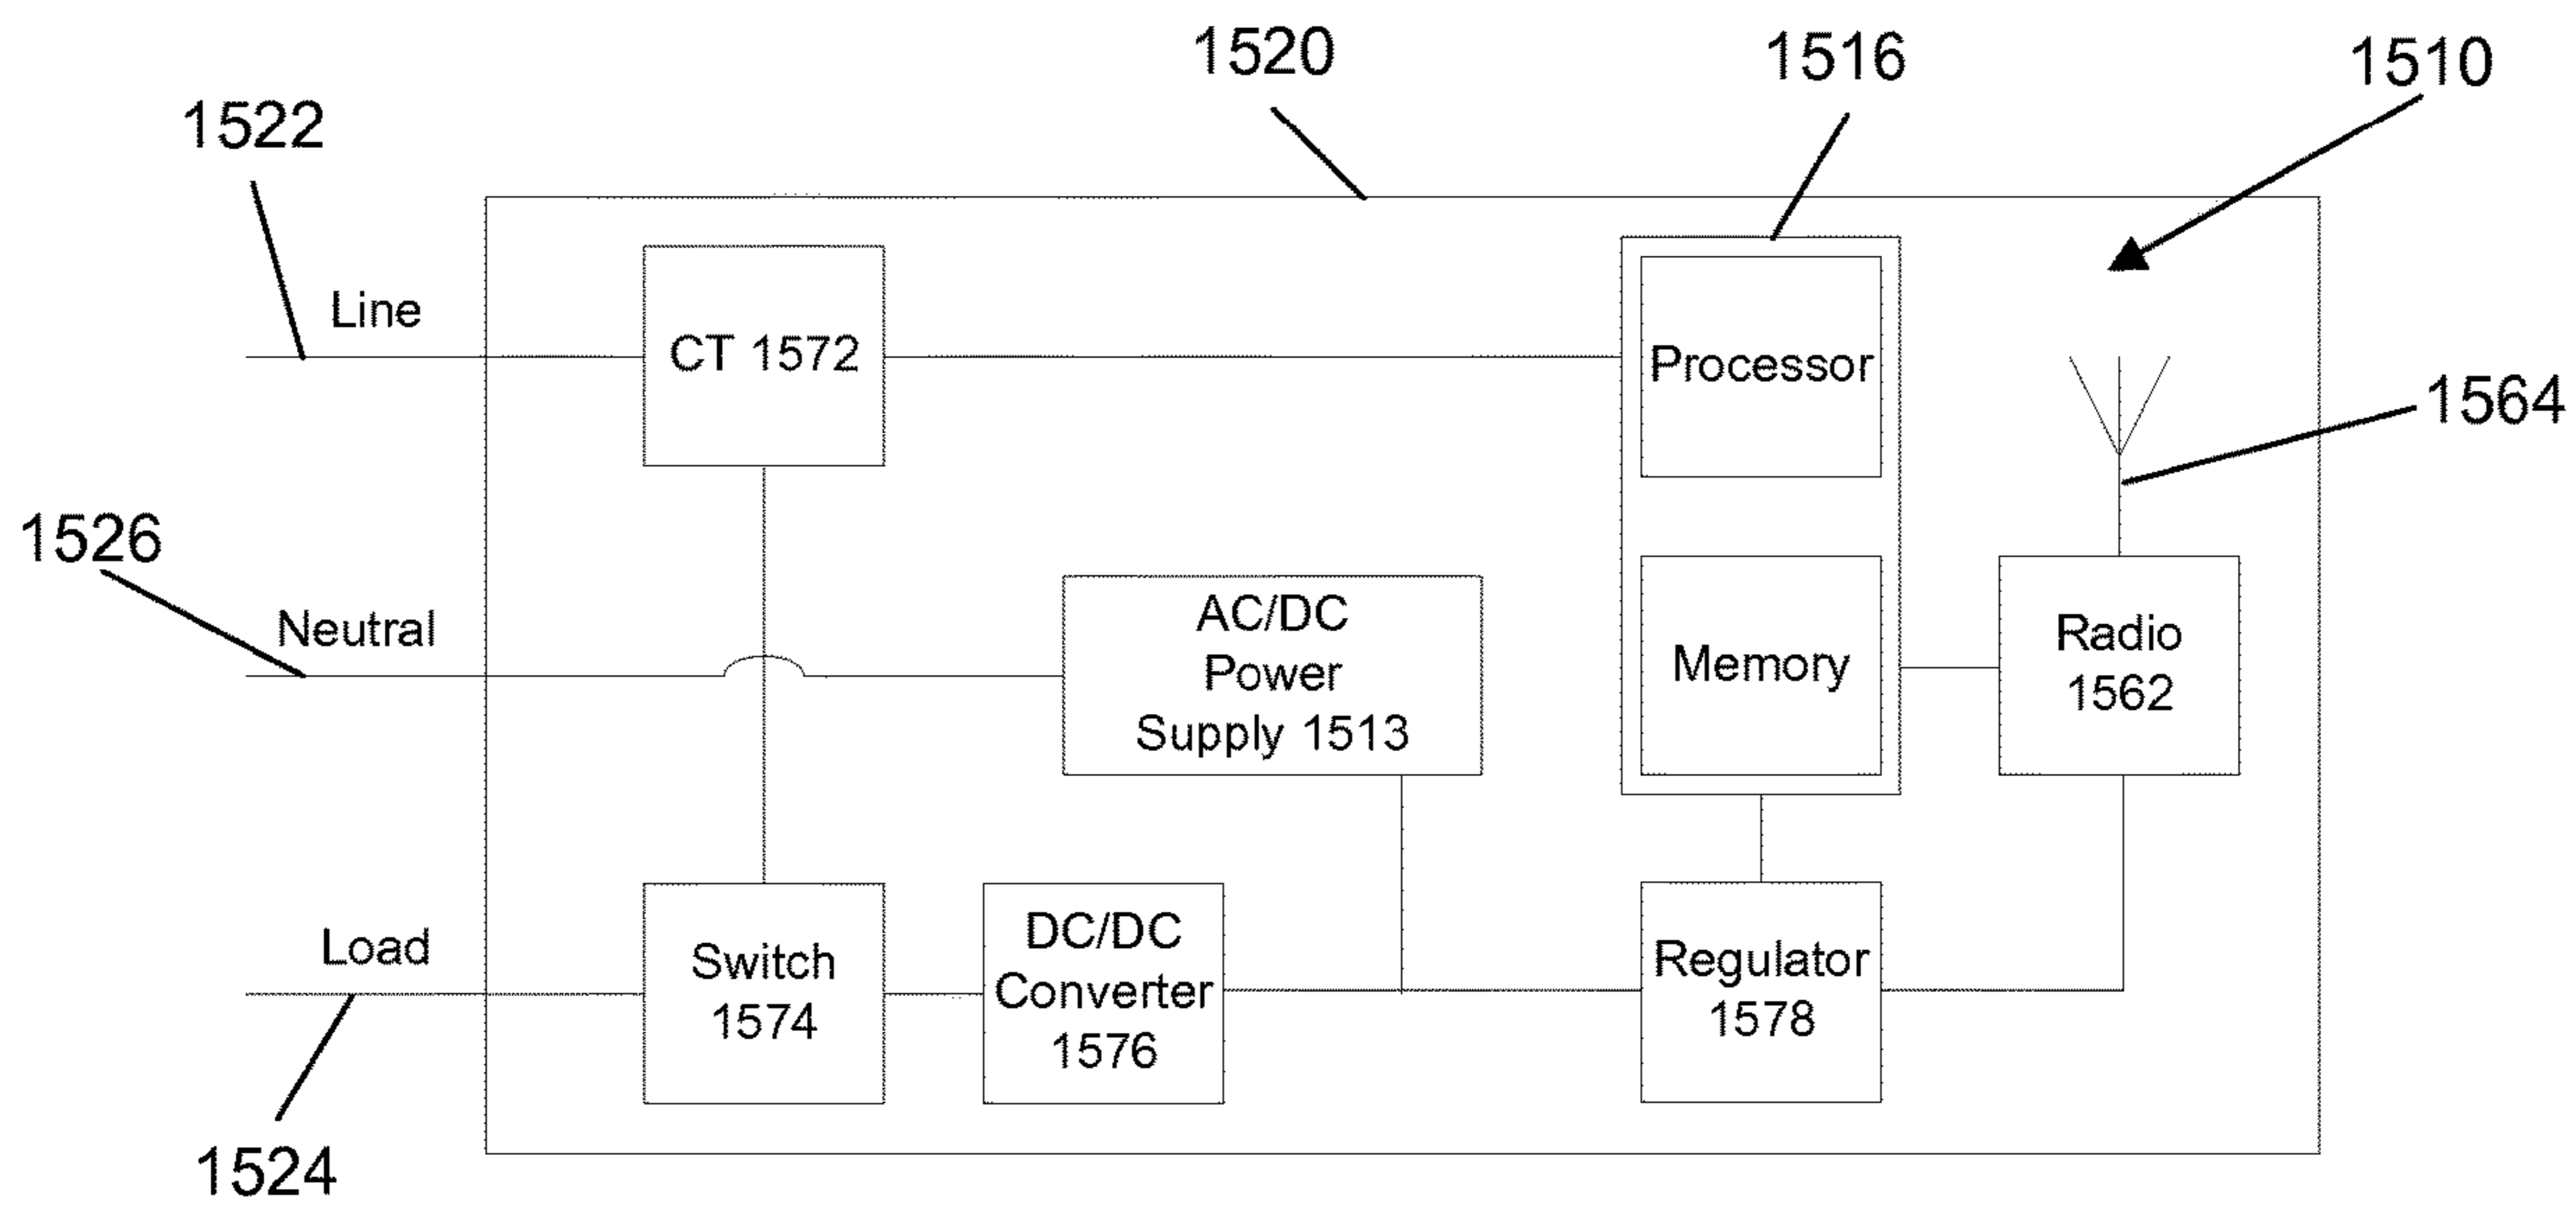 1520
1516
1510
1522
Line
CT 1572
Processor
1564
1526
Neutral
AC/DC
Power
Supply 1513
Memory
Radio
1562
Load
Switch
1574
DC/DC
Converter
1576
Regulator
1578
1524